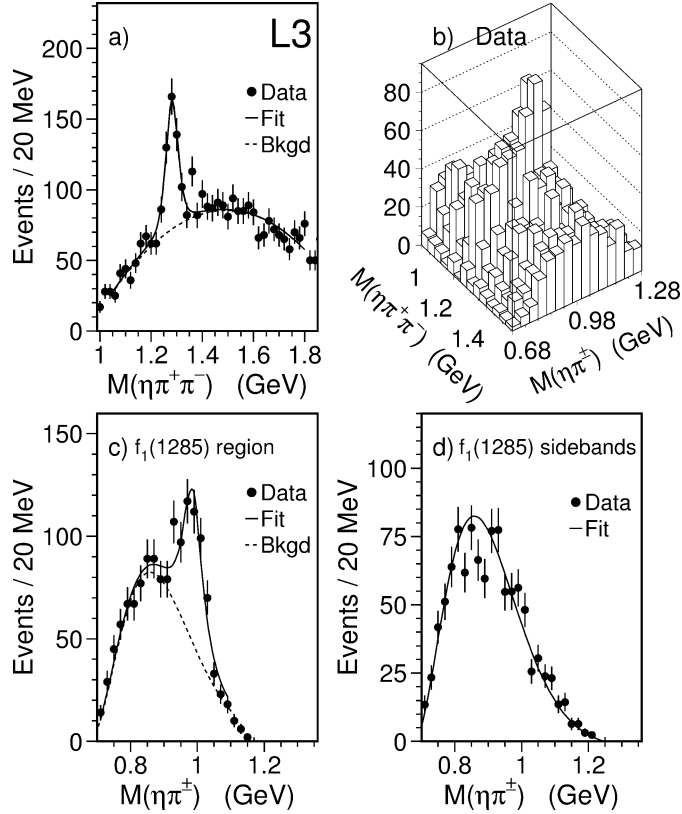 a) L3
Events / 20 MeV
200
150
100
50
0
Data
Fit
Bkgd
1 1.2 1.4 1.6 1.8
M(ηπ⁺π⁻) (GeV)
b) Data
80
60
40
20
0
1
1.2
1.4
M(ηπ⁺π⁻) (GeV)
0.68
0.98
1.28
M(ηπ±) (GeV)
c) f₁(1285) region
Events / 20 MeV
150
100
50
0
Data
Fit
Bkgd
0.8 1 1.2
M(ηπ±) (GeV)
d) f₁(1285) sidebands
Events / 20 MeV
100
75
50
25
0
Data
Fit
0.8 1 1.2
M(ηπ±) (GeV)